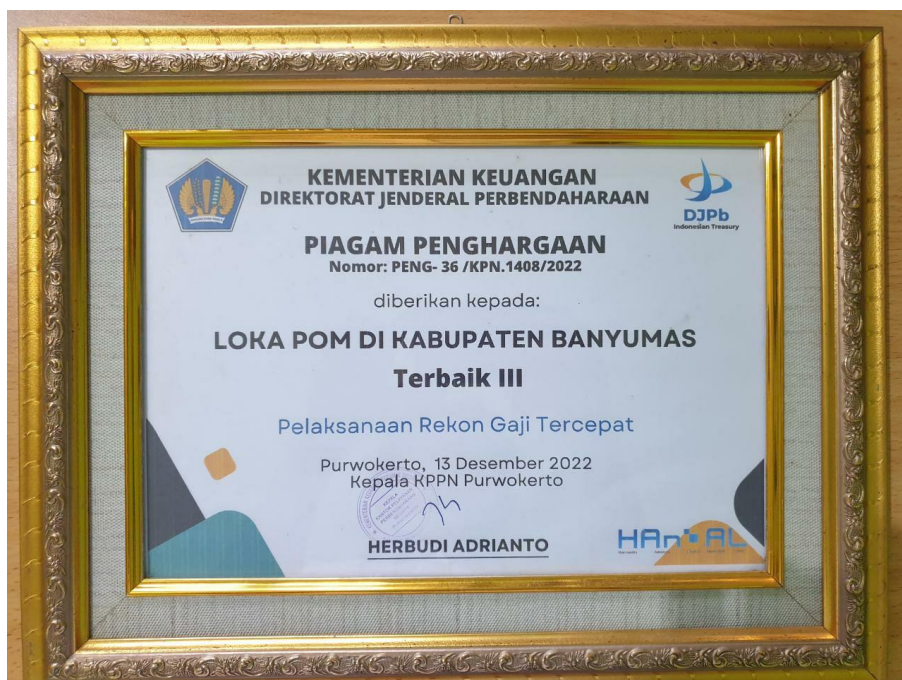 KEMENTERIAN KEUANGAN
DIREKTORAT JENDERAL PERBENDAHARAAN
DJPb
Indonesian Treasury
PIAGAM PENGHARGAAN
Nomor: PENG- 36 /KPN.1408/2022
diberikan kepada:
LOKA POM DI KABUPATEN BANYUMAS
Terbaik III
Pelaksanaan Rekon Gaji Tercepat
Purwokerto, 13 Desember 2022
Kepala KPPN Purwokerto
KEPALA
HERBUDI ADRIANTO
HAnDAL